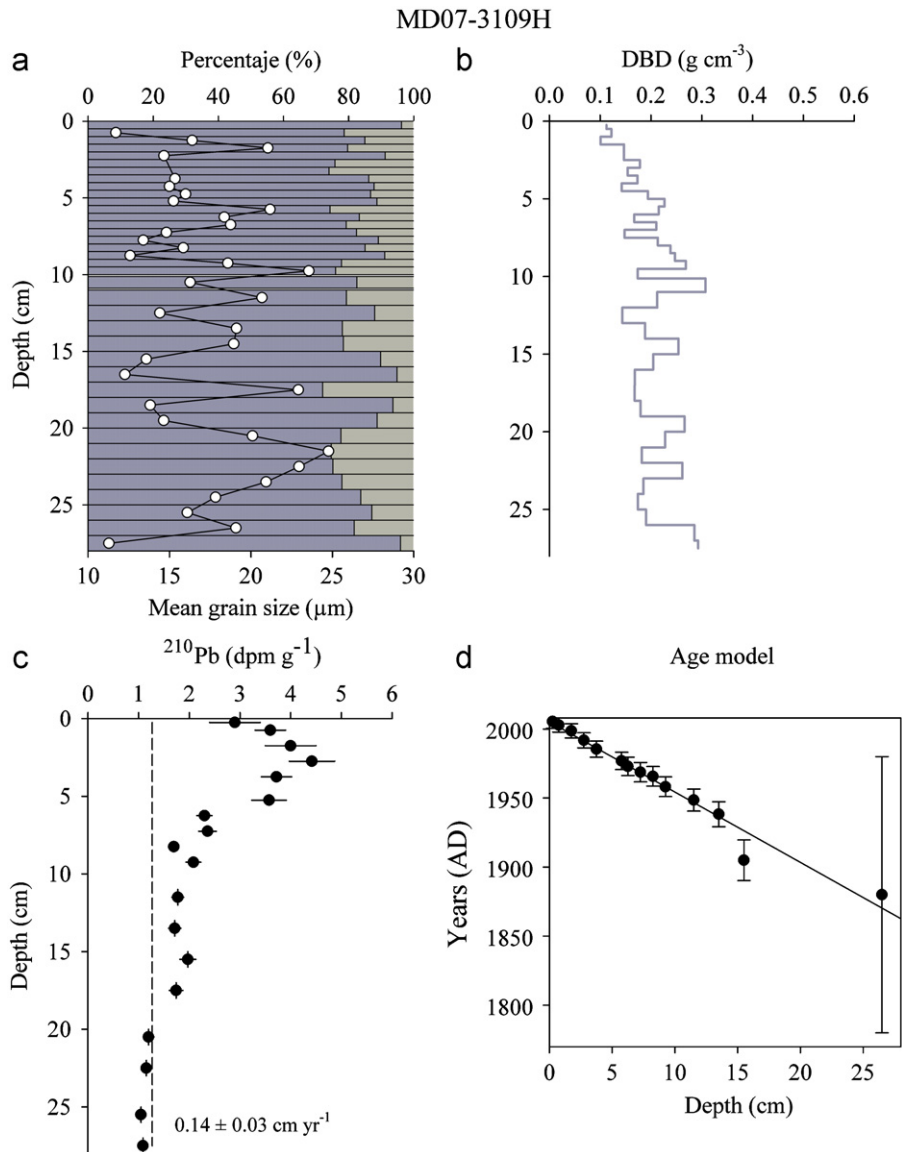 MD07-3109H
a
Percentaje (%)
0 20 40 60 80 100
0
5
10
15
20
25
Depth (cm)
10 15 20 25 30
Mean grain size (µm)
b
DBD (g cm⁻³)
0.0 0.1 0.2 0.3 0.4 0.5 0.6
0
5
10
15
20
25
c
²¹⁰Pb (dpm g⁻¹)
0 1 2 3 4 5 6
0
5
10
15
20
25
Depth (cm)
0.14 ± 0.03 cm yr⁻¹
d
Age model
2000
1950
1900
1850
1800
Years (AD)
0 5 10 15 20 25
Depth (cm)